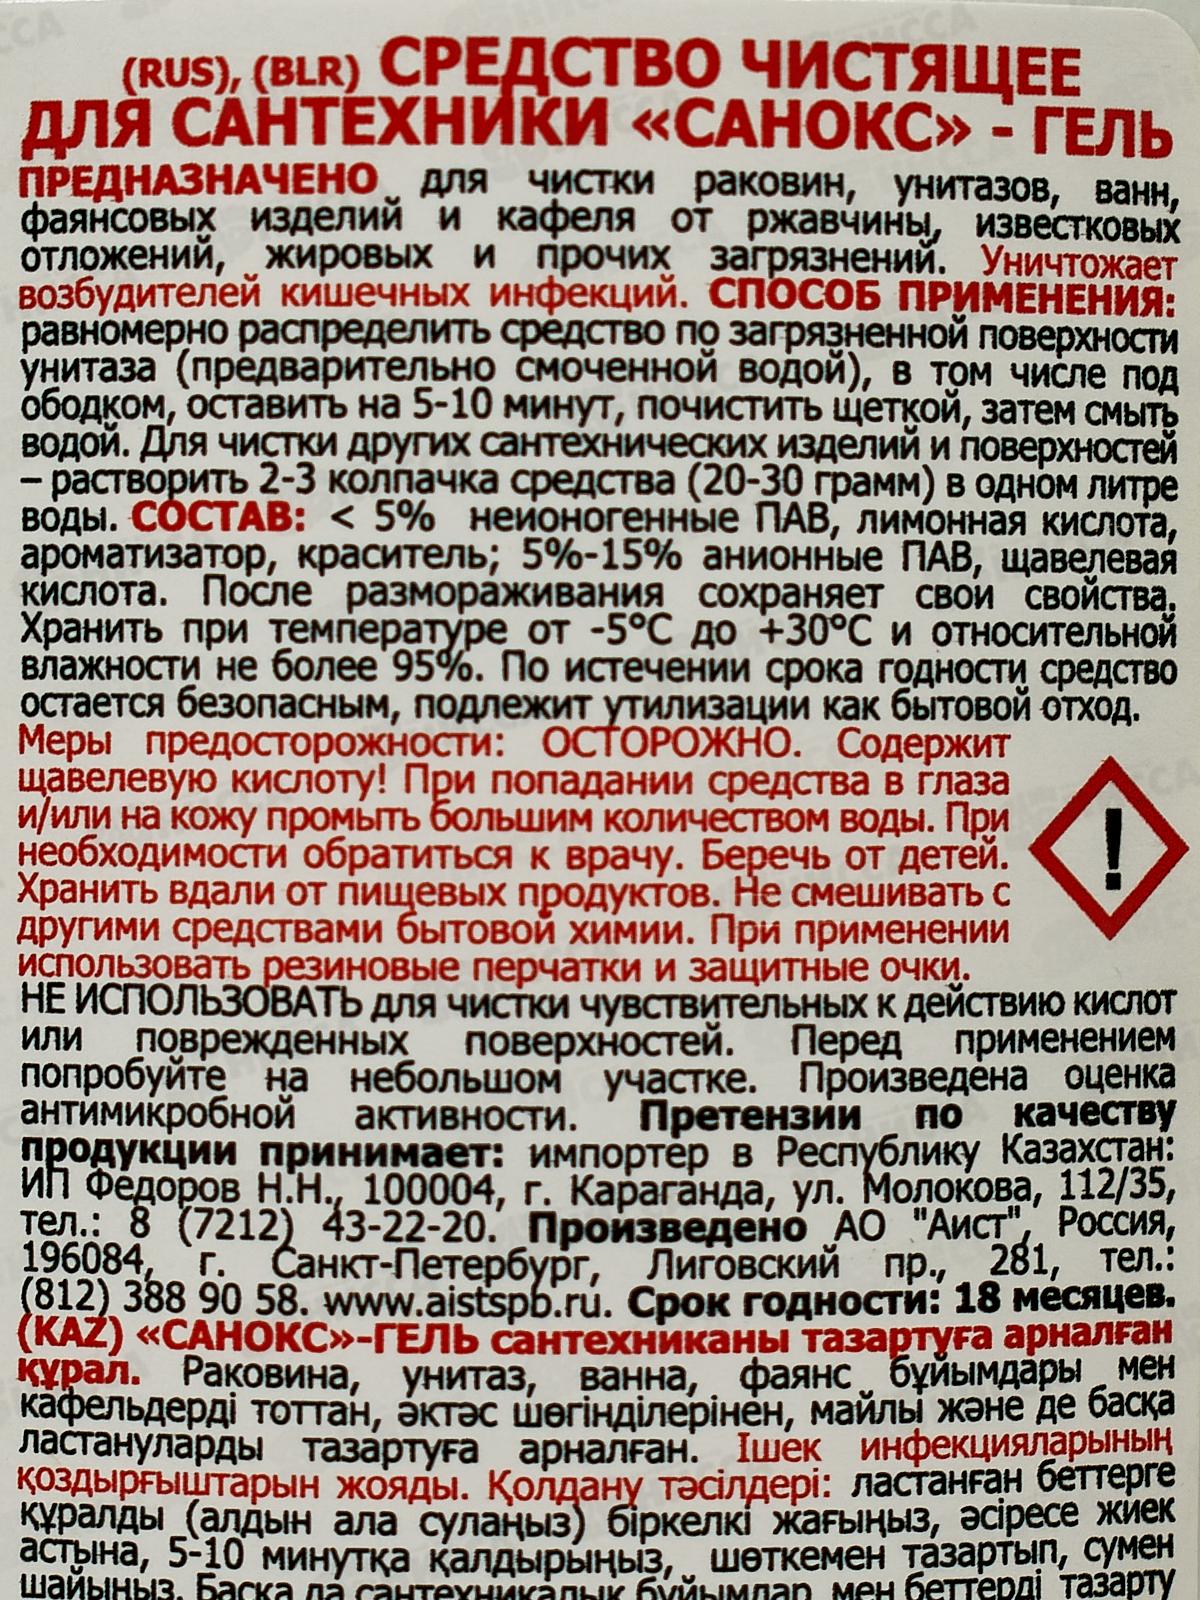 (RUS), (BLR) СРЕДСТВО ЧИСТЯЩЕЕ
ДЛЯ САНТЕХНИКИ «САНОКС» - ГЕЛЬ
ПРЕДНАЗНАЧЕНО для чистки раковин, унитазов, ванн,
фаянсовых изделий и кафеля от ржавчины, известковых
отложений, жировых и прочих загрязнений. Уничтожает
возбудителей кишечных инфекций. СПОСОБ ПРИМЕНЕНИЯ:
равномерно распределить средство по загрязненной поверхности
унитаза (предварительно смоченной водой), в том числе под
ободком, оставить на 5-10 минут, почистить щеткой, затем смыть
водой. Для чистки других сантехнических изделий и поверхностей
– растворить 2-3 колпачка средства (20-30 грамм) в одном литре
воды. СОСТАВ: < 5% неионогенные ПАВ, лимонная кислота,
ароматизатор, краситель; 5%-15% анионные ПАВ, щавелевая
кислота. После размораживания сохраняет свои свойства.
Хранить при температуре от -5°С до +30°С и относительной
влажности не более 95%. По истечении срока годности средство
остается безопасным, подлежит утилизации как бытовой отход.
Меры предосторожности: ОСТОРОЖНО. Содержит
щавелевую кислоту! При попадании средства в глаза
и/или на кожу промыть большим количеством воды. При
необходимости обратиться к врачу. Беречь от детей.
Хранить вдали от пищевых продуктов. Не смешивать с
другими средствами бытовой химии. При применении
использовать резиновые перчатки и защитные очки.
НЕ ИСПОЛЬЗОВАТЬ для чистки чувствительных к действию кислот
или поврежденных поверхностей. Перед применением
попробуйте на небольшом участке. Произведена оценка
антимикробной активности. Претензии по качеству
продукции принимает: импортер в Республику Казахстан:
ИП Федоров Н.Н., 100004, г. Караганда, ул. Молокова, 112/35,
тел.: 8 (7212) 43-22-20. Произведено АО "Аист", Россия,
196084, г. Санкт-Петербург, Лиговский пр., 281, тел.:
(812) 388 90 58. www.aistspb.ru. Срок годности: 18 месяцев.
(KAZ) «САНОКС»-ГЕЛЬ сантехниканы тазартуға арналған
құрал. Раковина, унитаз, ванна, фаянс бұйымдары мен
кафельдерді тоттан, әктәс шөгінділерінен, майлы және де басқа
ластануларды тазартуға арналған. Ішек инфекцияларының
қоздырғыштарын жояды. Қолдану тәсілдері: ластанған беттерге
құралды (алдын ала сулаңыз) біркелкі жағыңыз, әсіресе жиек
астына, 5-10 минутқа қалдырыңыз, шөткемен тазартып, сумен
шайыңыз. Басқа да сантехникалық бұйымдар мен беттерді тазарту